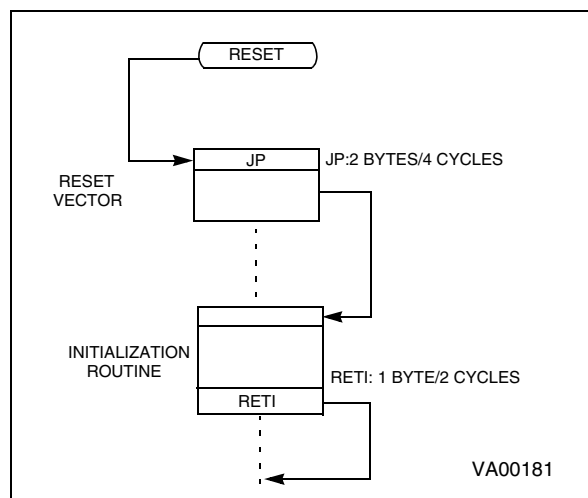 RESET
JP
JP:2 BYTES/4 CYCLES
RESET
VECTOR
INITIALIZATION
ROUTINE
RETI: 1 BYTE/2 CYCLES
RETI
VA00181